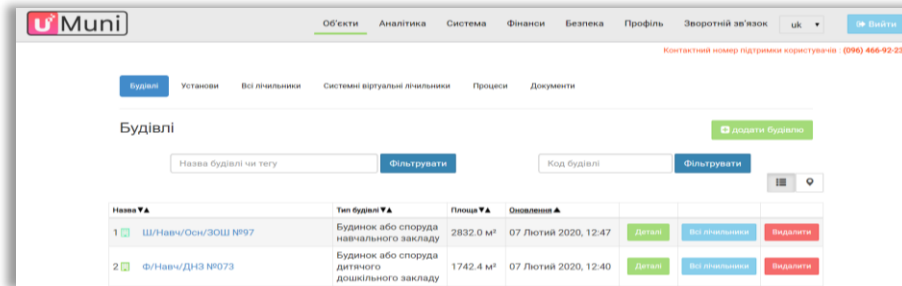 u Muni Об'єкти Аналітика Система Фінанси Безпека Профіль Зворотній зв'язок uk Вийти
Контактний номер підтримки користувачів : (096) 466-92-23
Будівлі Установи Всі лічильники Системні віртуальні лічильники Процеси Документи
Будівлі додати будівлю
Назва будівлі чи тегу Фільтрувати Код будівлі Фільтрувати
Назва ▼▲ Тип будівлі ▼▲ Площа ▼▲ Оновлення ▲
1 Ш/Навч/Осн/ЗОШ №97 Будинок або споруда навчального закладу 2832.0 м² 07 Лютий 2020, 12:47 Деталі Всі лічильники Видалити
2 Ф/Навч/ДНЗ №073 Будинок або споруда дитячого дошкільного закладу 1742.4 м² 07 Лютий 2020, 12:40 Деталі Всі лічильники Видалити